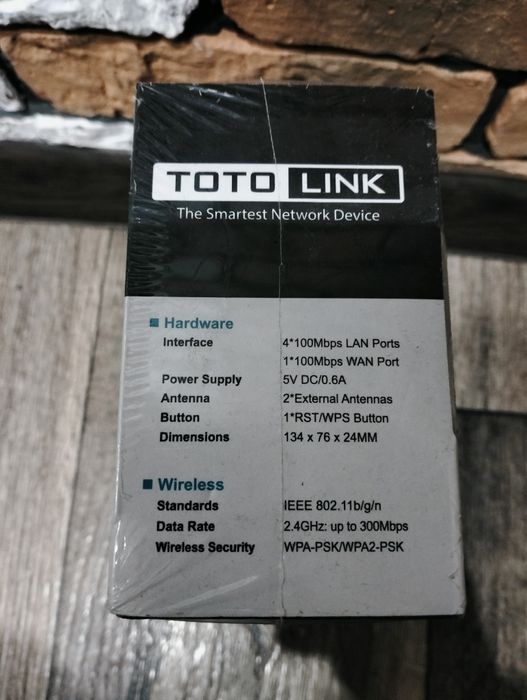 TOTO LINK
The Smartest Network Device
Hardware
Interface 4*100Mbps LAN Ports
1*100Mbps WAN Port
Power Supply 5V DC/0.6A
Antenna 2*External Antennas
Button 1*RST/WPS Button
Dimensions 134 x 76 x 24MM
Wireless
Standards IEEE 802.11b/g/n
Data Rate 2.4GHz: up to 300Mbps
Wireless Security WPA-PSK/WPA2-PSK